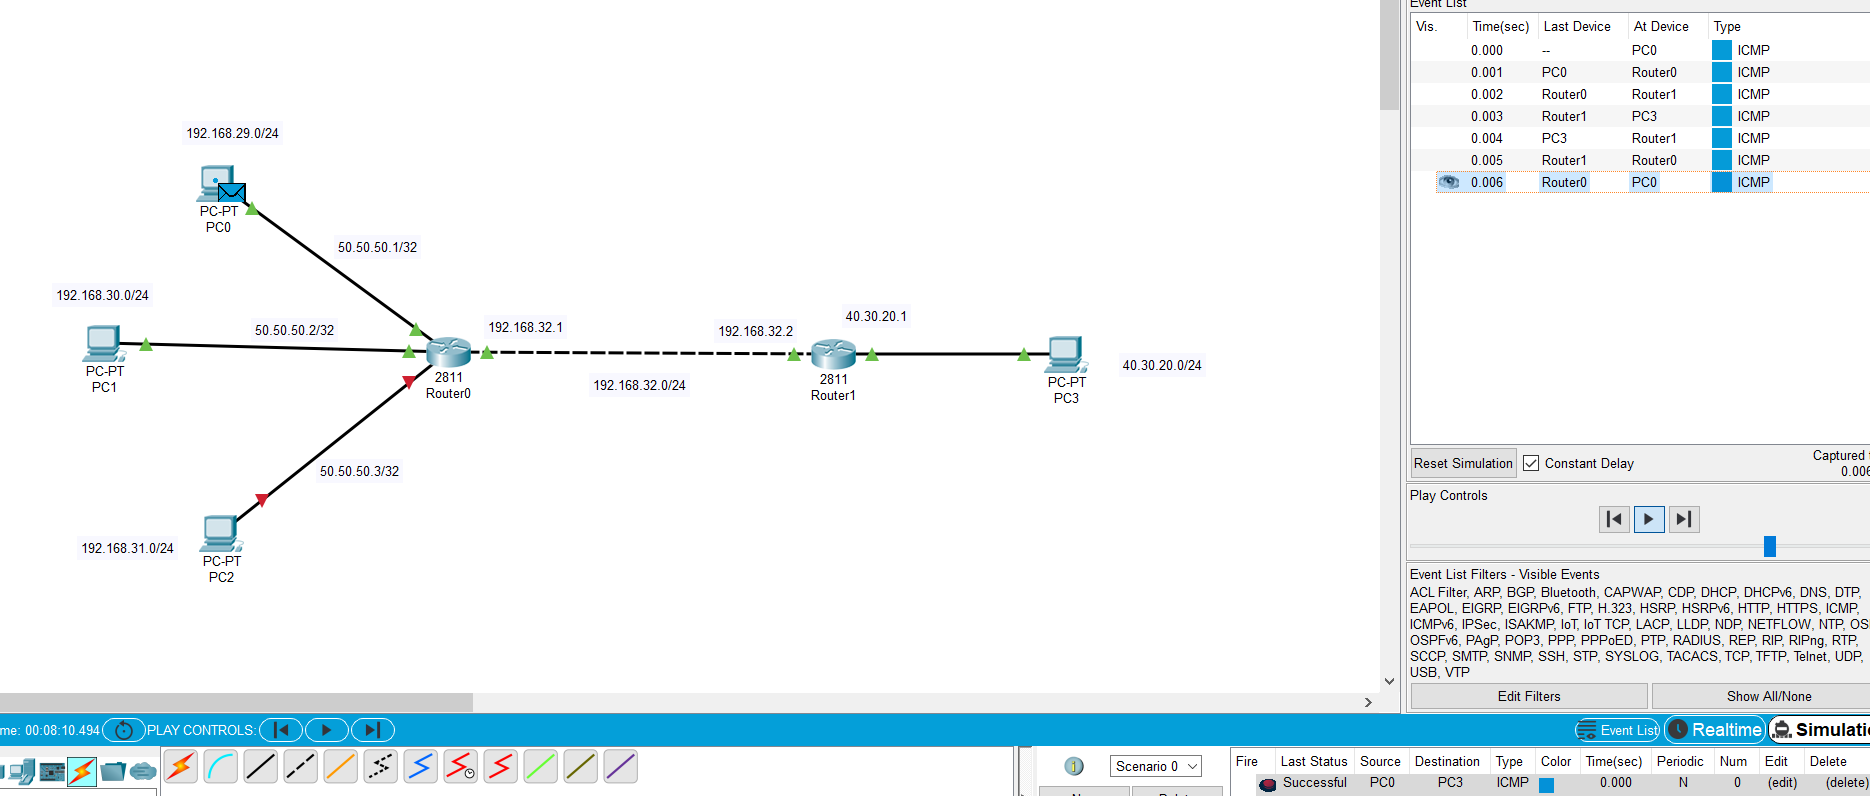 192.168.29.0/24
PC-PT
PC0
50.50.50.1/32
192.168.30.0/24
50.50.50.2/32
PC-PT
PC1
192.168.32.1
2811
Router0
192.168.32.0/24
192.168.32.2
40.30.20.1
2811
Router1
PC-PT
PC3
40.30.20.0/24
50.50.50.3/32
192.168.31.0/24
PC-PT
PC2
Event List
Vis. Time(sec) Last Device At Device Type
0.000 -- PC0 ICMP
0.001 PC0 Router0 ICMP
0.002 Router0 Router1 ICMP
0.003 Router1 PC3 ICMP
0.004 PC3 Router1 ICMP
0.005 Router1 Router0 ICMP
0.006 Router0 PC0 ICMP
Reset Simulation Constant Delay Captured
0.006
Play Controls
Event List Filters - Visible Events
ACL Filter, ARP, BGP, Bluetooth, CAPWAP, CDP, DHCP, DHCPv6, DNS, DTP,
EAPOL, EIGRP, EIGRPv6, FTP, H.323, HSRP, HSRPv6, HTTP, HTTPS, ICMP,
ICMPv6, IPSec, ISAKMP, IoT, IoT TCP, LACP, LLDP, NDP, NETFLOW, NTP, OS
OSPFv6, PAgP, POP3, PPP, PPPoED, PTP, RADIUS, REP, RIP, RIPng, RTP,
SCCP, SMTP, SNMP, SSH, STP, SYSLOG, TACACS, TCP, TFTP, Telnet, UDP,
USB, VTP
Edit Filters Show All/None
me: 00:08:10.494 PLAY CONTROLS: Event List Realtime Simulati
Scenario 0
Fire Last Status Source Destination Type Color Time(sec) Periodic Num Edit Delete
Successful PC0 PC3 ICMP 0.000 N 0 (edit) (delete)